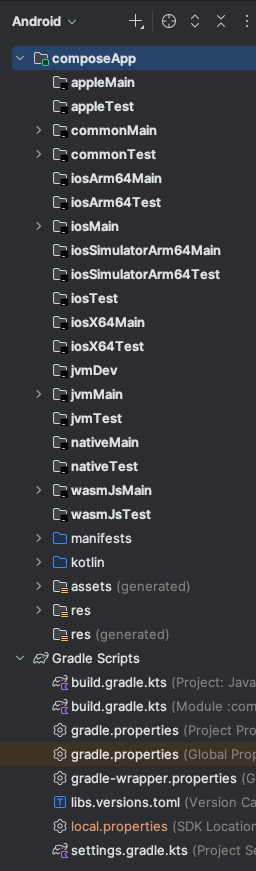 Android
composeApp
appleMain
appleTest
commonMain
commonTest
iosArm64Main
iosArm64Test
iosMain
iosSimulatorArm64Main
iosSimulatorArm64Test
iosTest
iosX64Main
iosX64Test
jvmDev
jvmMain
jvmTest
nativeMain
nativeTest
wasmJsMain
wasmJsTest
manifests
kotlin
assets (generated)
res
res (generated)
Gradle Scripts
build.gradle.kts (Project: Java
build.gradle.kts (Module :com
gradle.properties (Project Pro
gradle.properties (Global Prop
gradle-wrapper.properties (G
libs.versions.toml (Version Ca
local.properties (SDK Location
settings.gradle.kts (Project Se